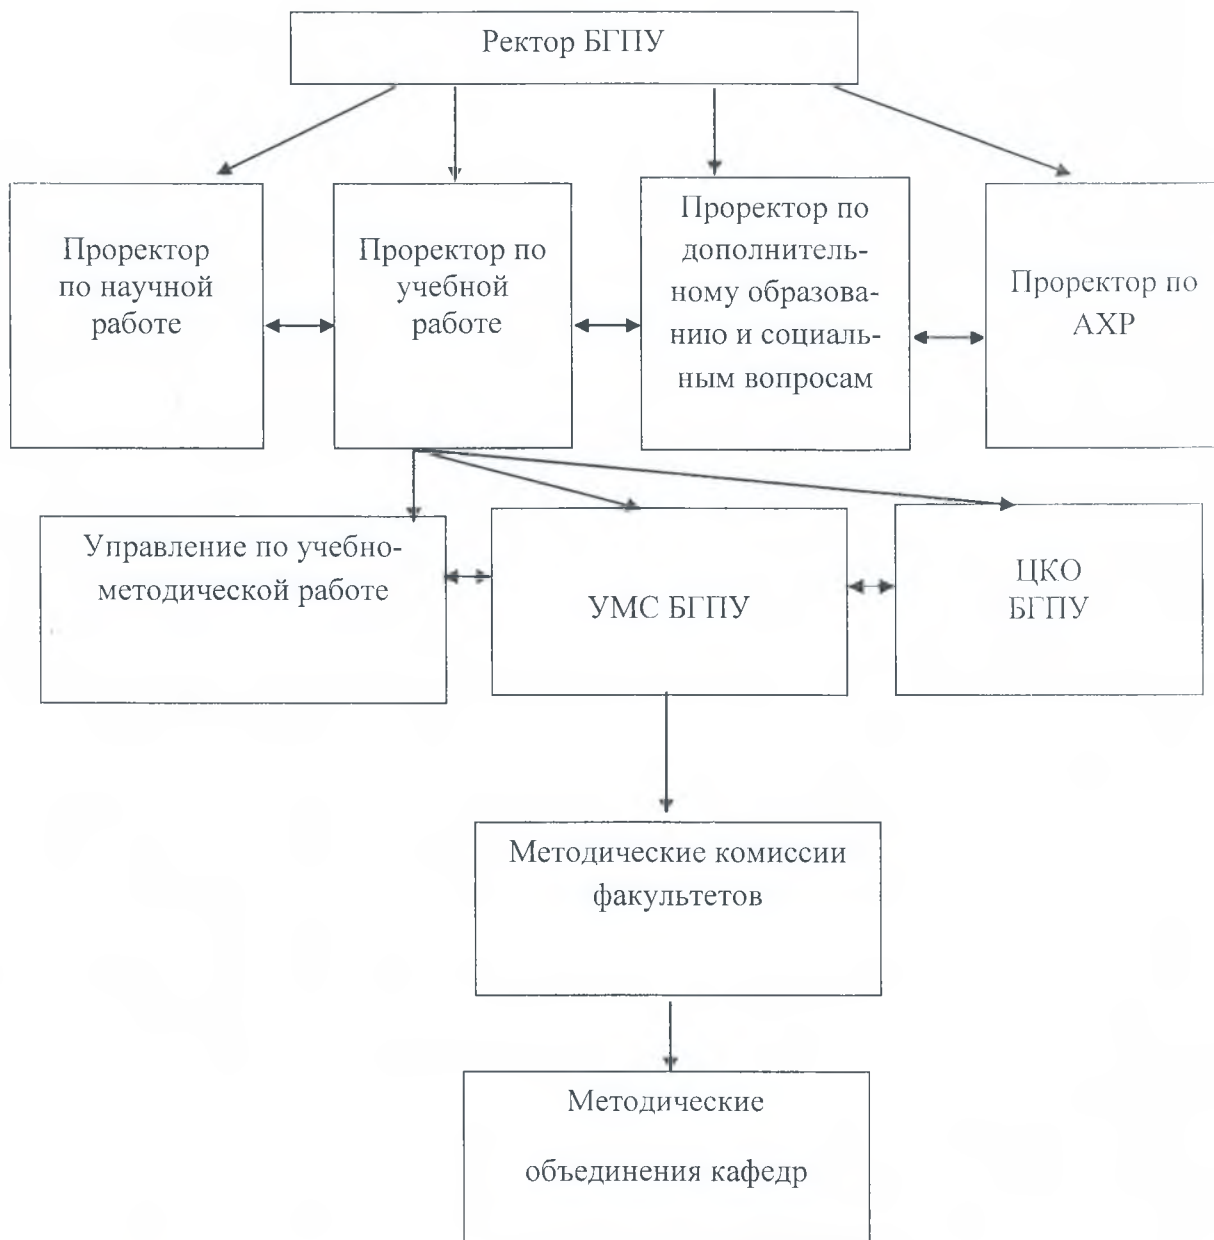 Ректор БГПУ
Проректор
по научной
работе
Проректор по
учебной
работе
Проректор по
дополнитель-
ному образова-
нию и социаль-
ным вопросам
Проректор по
АХР
Управление по учебно-
методической работе
УМС БГПУ
ЦКО
БГПУ
Методические комиссии
факультетов
Методические
объединения кафедр